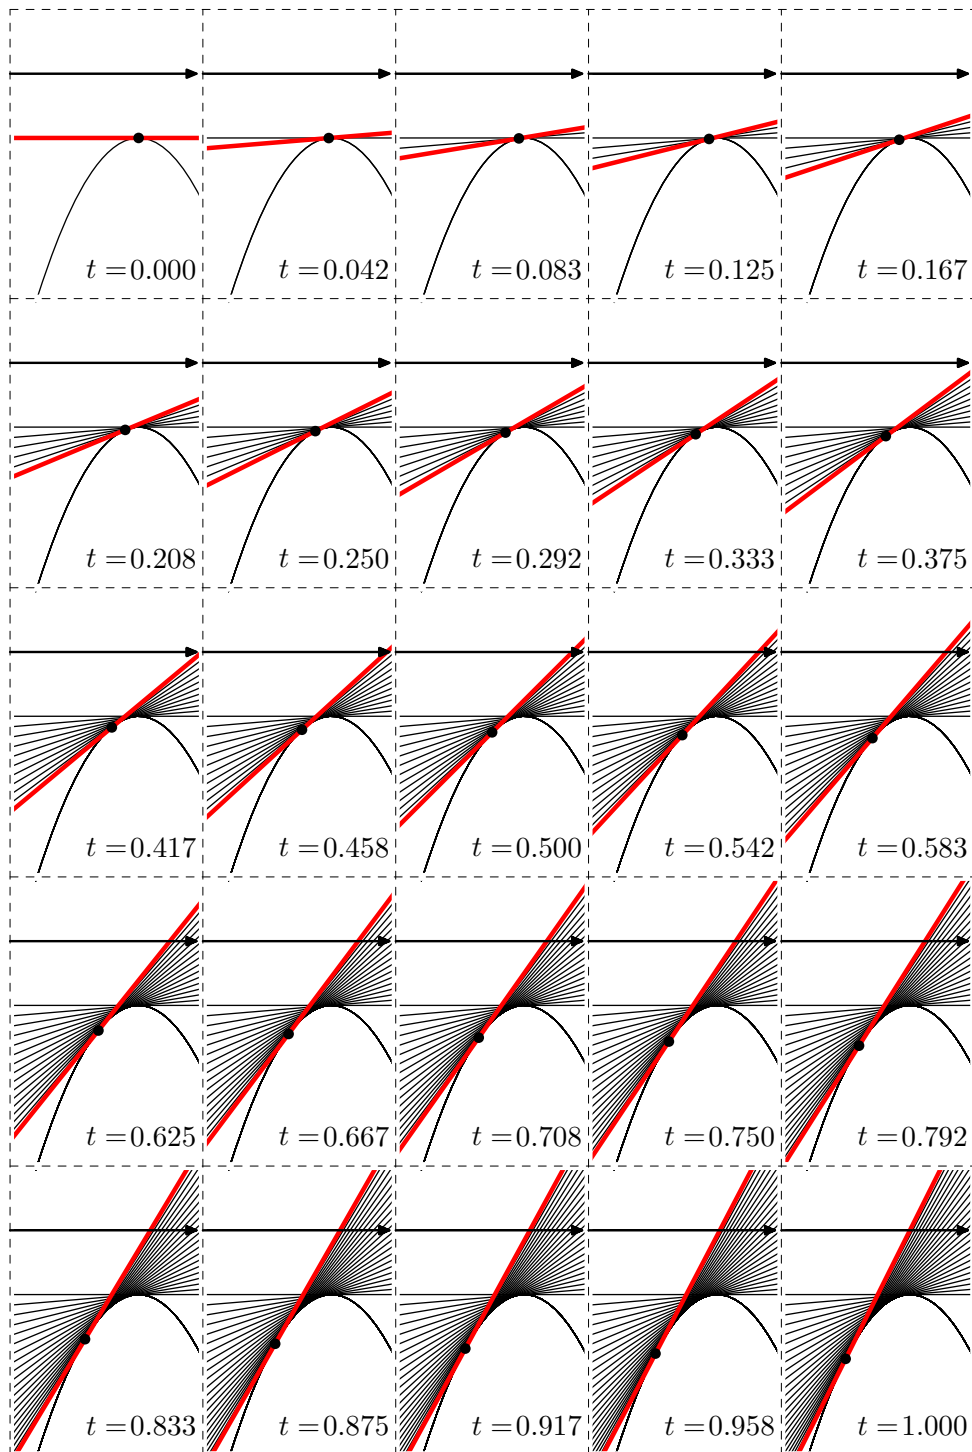 t = 0.000
t = 0.042
t = 0.083
t = 0.125
t = 0.167
t = 0.208
t = 0.250
t = 0.292
t = 0.333
t = 0.375
t = 0.417
t = 0.458
t = 0.500
t = 0.542
t = 0.583
t = 0.625
t = 0.667
t = 0.708
t = 0.750
t = 0.792
t = 0.833
t = 0.875
t = 0.917
t = 0.958
t = 1.000